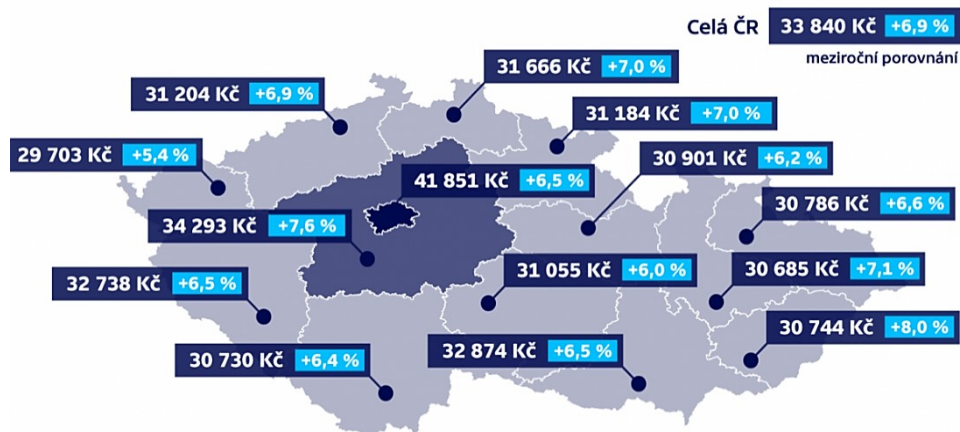 Celá ČR 33 840 Kč +6,9 %
meziroční porovnání
31 666 Kč +7,0 %
31 204 Kč +6,9 %
31 184 Kč +7,0 %
29 703 Kč +5,4 %
30 901 Kč +6,2 %
41 851 Kč +6,5 %
30 786 Kč +6,6 %
34 293 Kč +7,6 %
31 055 Kč +6,0 %
30 685 Kč +7,1 %
32 738 Kč +6,5 %
30 744 Kč +8,0 %
32 874 Kč +6,5 %
30 730 Kč +6,4 %